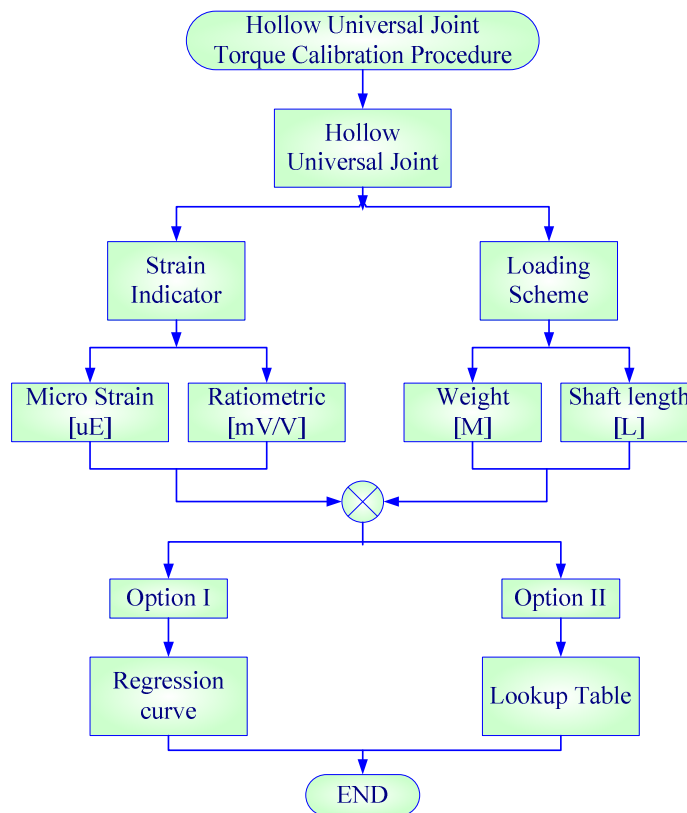 Hollow Universal Joint
Torque Calibration Procedure
Hollow
Universal Joint
Strain
Indicator
Loading
Scheme
Micro Strain
[uE]
Ratiometric
[mV/V]
Weight
[M]
Shaft length
[L]
Option I
Option II
Regression
curve
Lookup Table
END